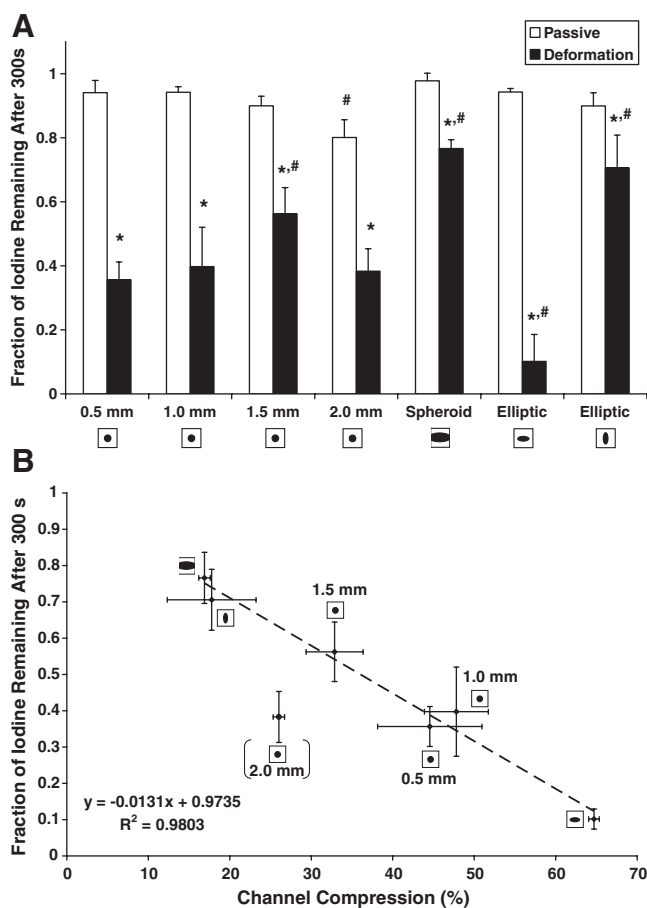 A
Passive
Deformation
Fraction of Iodine Remaining After 300s
1
0.8
0.6
0.4
0.2
0
*
*
*,#
#
*
*,#
*,#
*,#
0.5 mm 1.0 mm 1.5 mm 2.0 mm Spheroid Elliptic Elliptic
B
Fraction of Iodine Remaining After 300 s
1
0.9
0.8
0.7
0.6
0.5
0.4
0.3
0.2
0.1
0
1.5 mm
1.0 mm
2.0 mm
0.5 mm
y = -0.0131x + 0.9735
R² = 0.9803
0 10 20 30 40 50 60 70
Channel Compression (%)